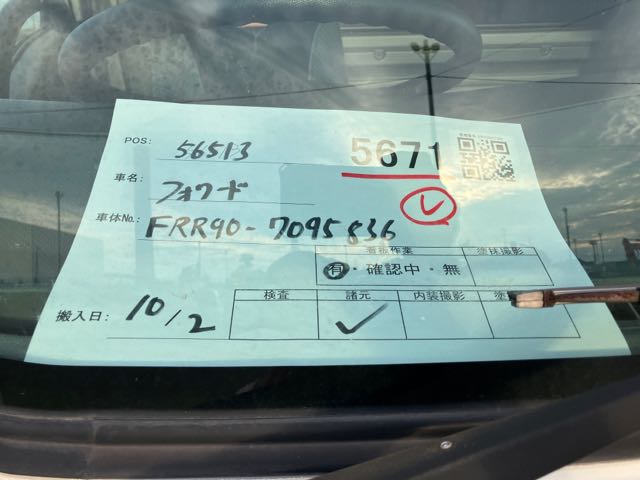 POS: 56513
5671
車名: フォワード
レ
車体No. FRR90-7095836
看板作業 塗抹撮影
有・確認中・無
検査 諸元 内装撮影
搬入日: 10/2 ✓